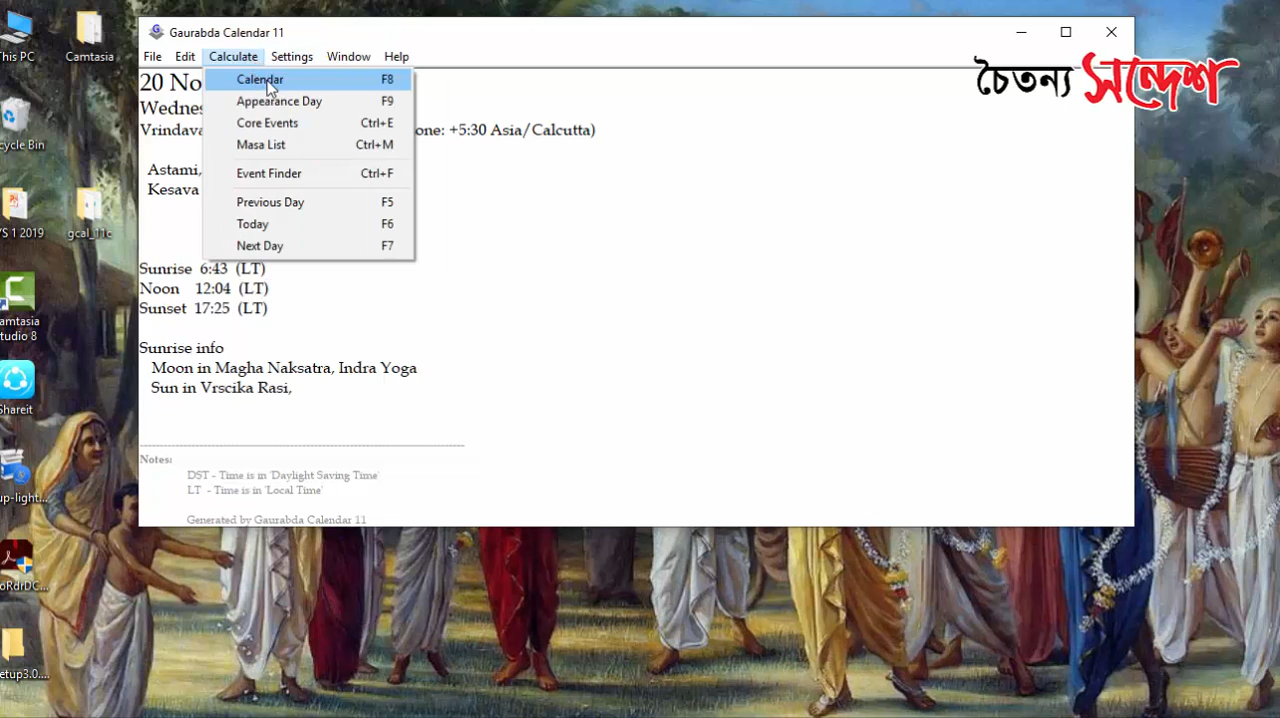 This PC
Camtasia
Gaurabda Calendar 11
File Edit Calculate Settings Window Help
চৈতন্য সন্দেশ
20 No
Calendar F8
Wednes
Appearance Day F9
Vrindava
one: +5:30 Asia/Calcutta)
Core Events Ctrl+E
Masa List Ctrl+M
cycle Bin
Astami,
Event Finder Ctrl+F
Kesava
Previous Day F5
Today F6
Next Day F7
YS 1 2019
gcal_11c
Sunrise 6:43 (LT)
Noon 12:04 (LT)
Sunset 17:25 (LT)
amtasia
tudio 8
Sunrise info
Moon in Magha Naksatra, Indra Yoga
Sun in Vrscika Rasi,
Shareit
Notes:
DST - Time is in 'Daylight Saving Time'
LT - Time is in 'Local Time'
up-light...
Generated by Gaurabda Calendar 11
oRdrDC...
etup3.0....